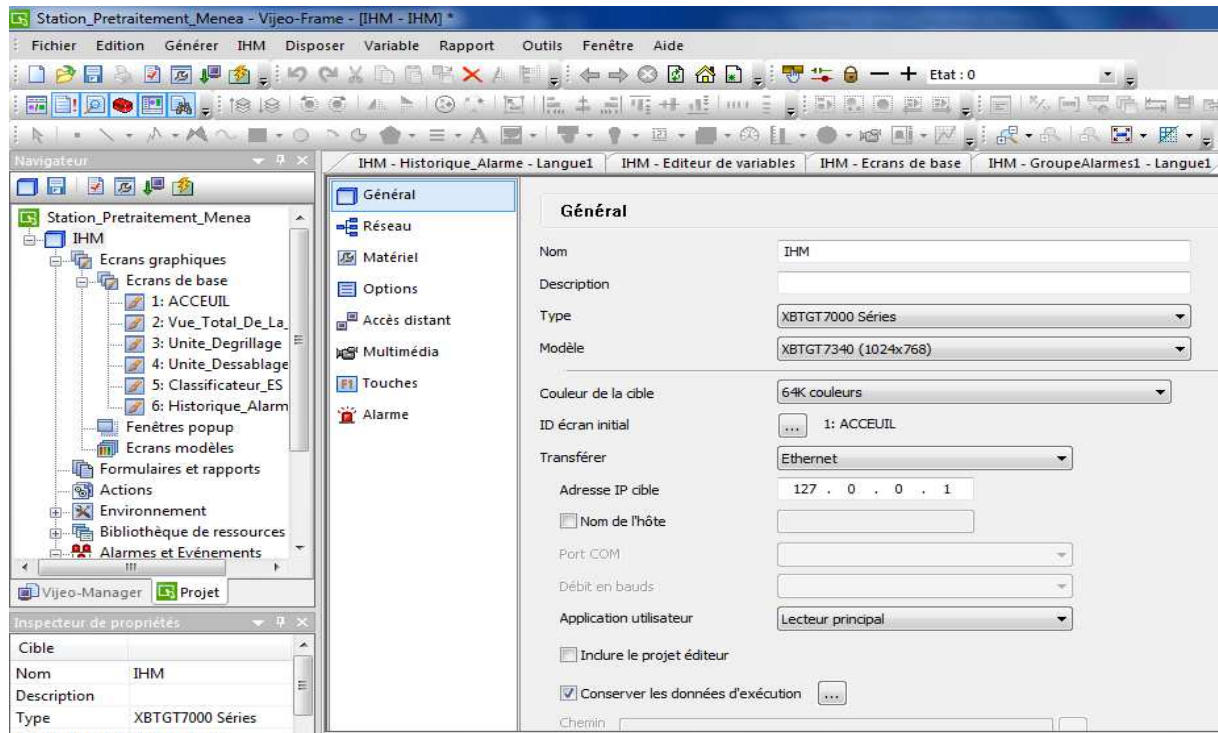 Station_Pretraitement_Menea - Vijeo-Frame - [IHM - IHM] *
Fichier Edition Générer IHM Disposer Variable Rapport Outils Fenêtre Aide
Etat : 0
Navigateur
IHM - Historique_Alarme - Langue1 IHM - Editeur de variables IHM - Ecrans de base IHM - GroupeAlarmes1 - Langue1
Station_Pretraitement_Menea
IHM
Ecrans graphiques
Ecrans de base
1: ACCEUIL
2: Vue_Total_De_La_
3: Unite_Degrillage
4: Unite_Dessablage
5: Classificateur_ES
6: Historique_Alarm
Fenêtres popup
Ecrans modèles
Formulaires et rapports
Actions
Environnement
Bibliothèque de ressources
Alarmes et Evénements
Vijeo-Manager Projet
Inspecteur de propriétés
Cible
Nom IHM
Description
Type XBTGT7000 Séries
Général
Réseau
Matériel
Options
Accès distant
Multimédia
F1 Touches
Alarme
Général
Nom IHM
Description
Type XBTGT7000 Séries
Modèle XBTGT7340 (1024x768)
Couleur de la cible 64K couleurs
ID écran initial ... 1: ACCEUIL
Transférer Ethernet
Adresse IP cible 127 . 0 . 0 . 1
Nom de l'hôte
Port COM
Débit en bauds
Application utilisateur Lecteur principal
Inclure le projet éditeur
Conserver les données d'exécution ...
Chemin